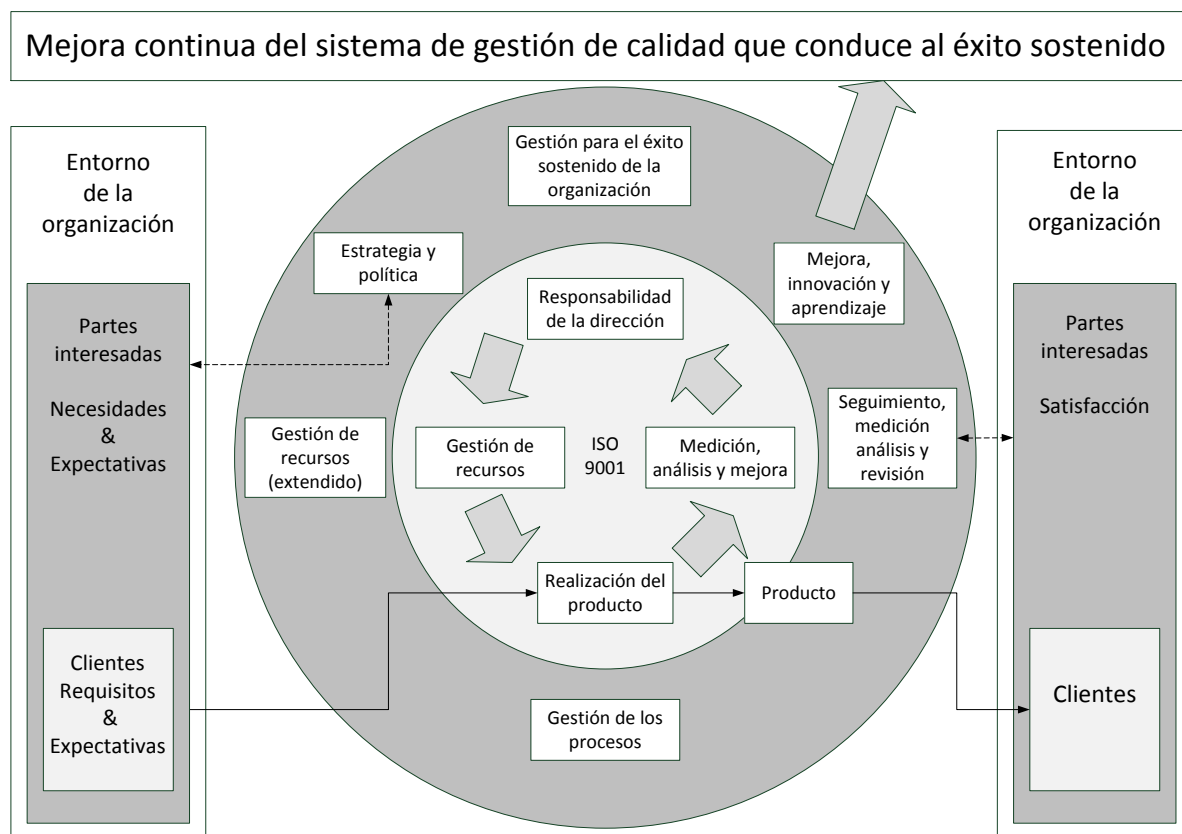 Mejora continua del sistema de gestión de calidad que conduce al éxito sostenido
Entorno
de la
organización
Partes
interesadas
Necesidades
&
Expectativas
Clientes
Requisitos
&
Expectativas
Gestión para el éxito
sostenido de la
organización
Estrategia y
política
Mejora,
innovación y
aprendizaje
Responsabilidad
de la dirección
Gestión de
recursos
(extendido)
Gestión de
recursos
ISO
9001
Medición,
análisis y mejora
Seguimiento,
medición
análisis y
revisión
Realización del
producto
Producto
Gestión de los
procesos
Entorno
de la
organización
Partes
interesadas
Satisfacción
Clientes